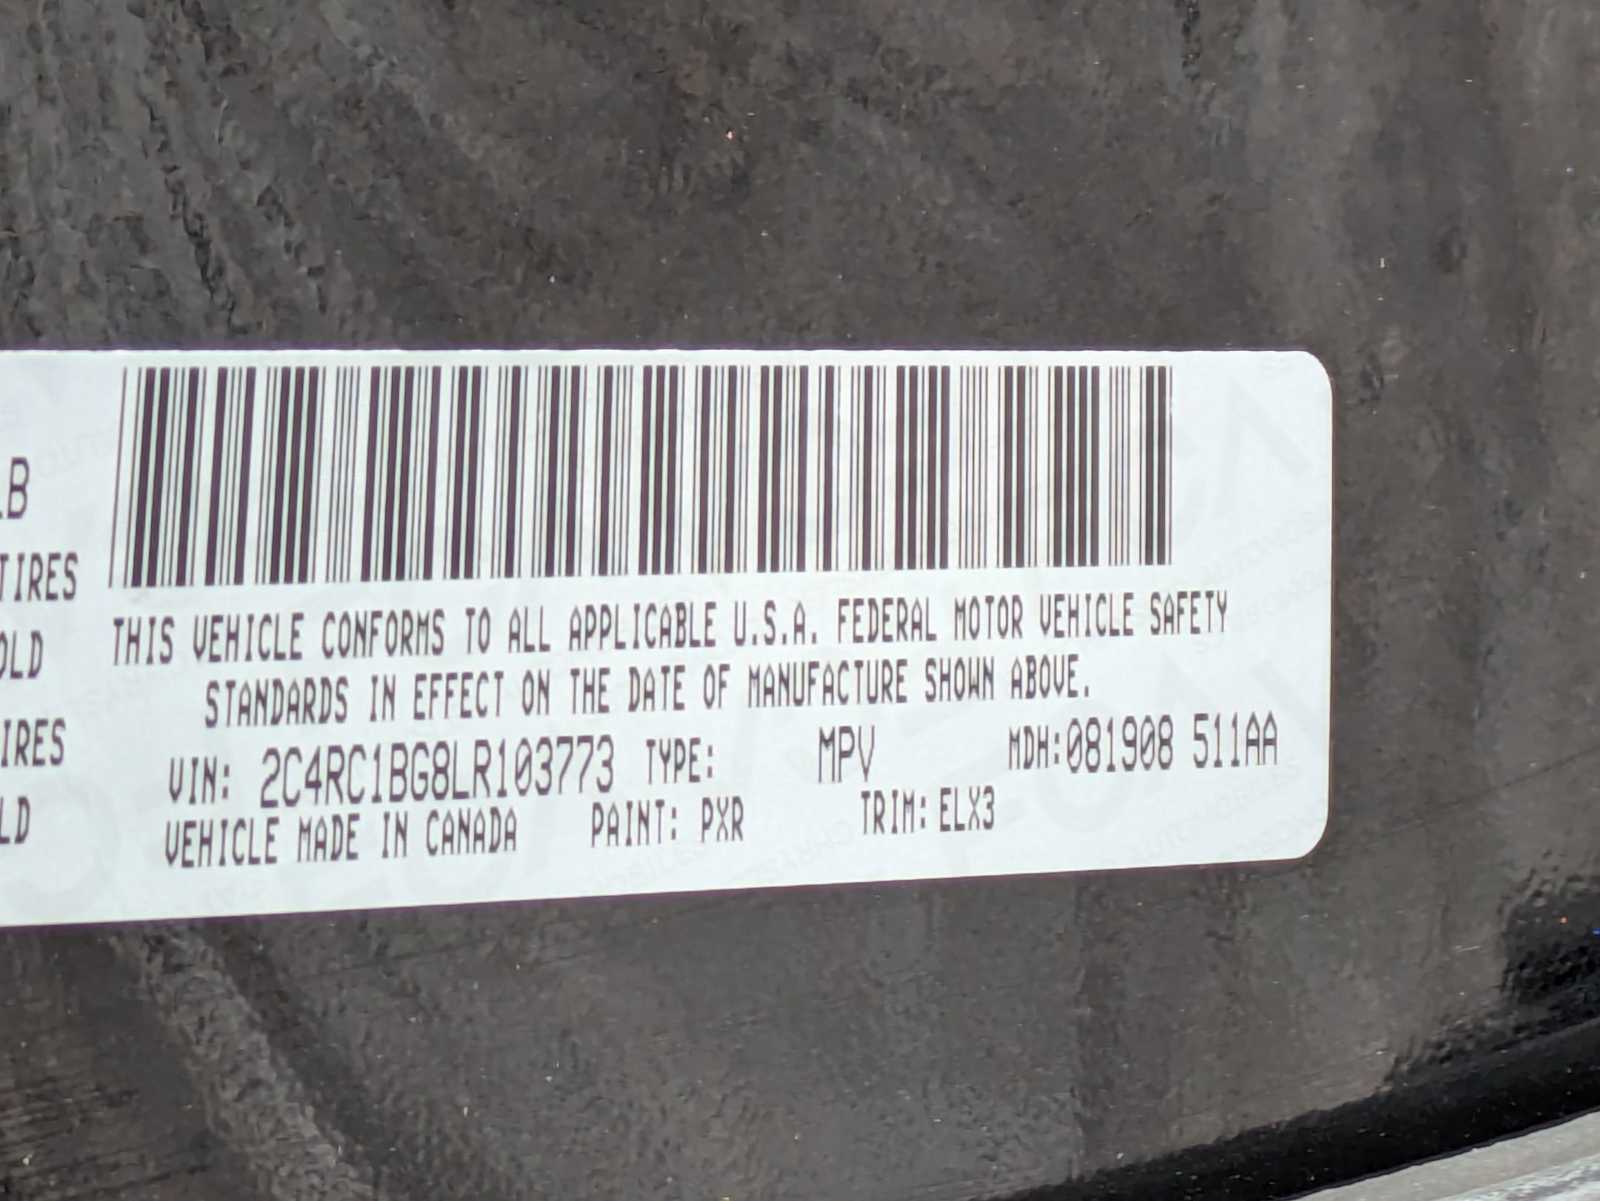 LB
TIRES
OLD
IRES
LD
THIS VEHICLE CONFORMS TO ALL APPLICABLE U.S.A. FEDERAL MOTOR VEHICLE SAFETY
STANDARDS IN EFFECT ON THE DATE OF MANUFACTURE SHOWN ABOVE.
VIN: 2C4RC1BG8LR103773 TYPE: MPV MDH:081908 511AA
VEHICLE MADE IN CANADA PAINT: PXR TRIM: ELX3